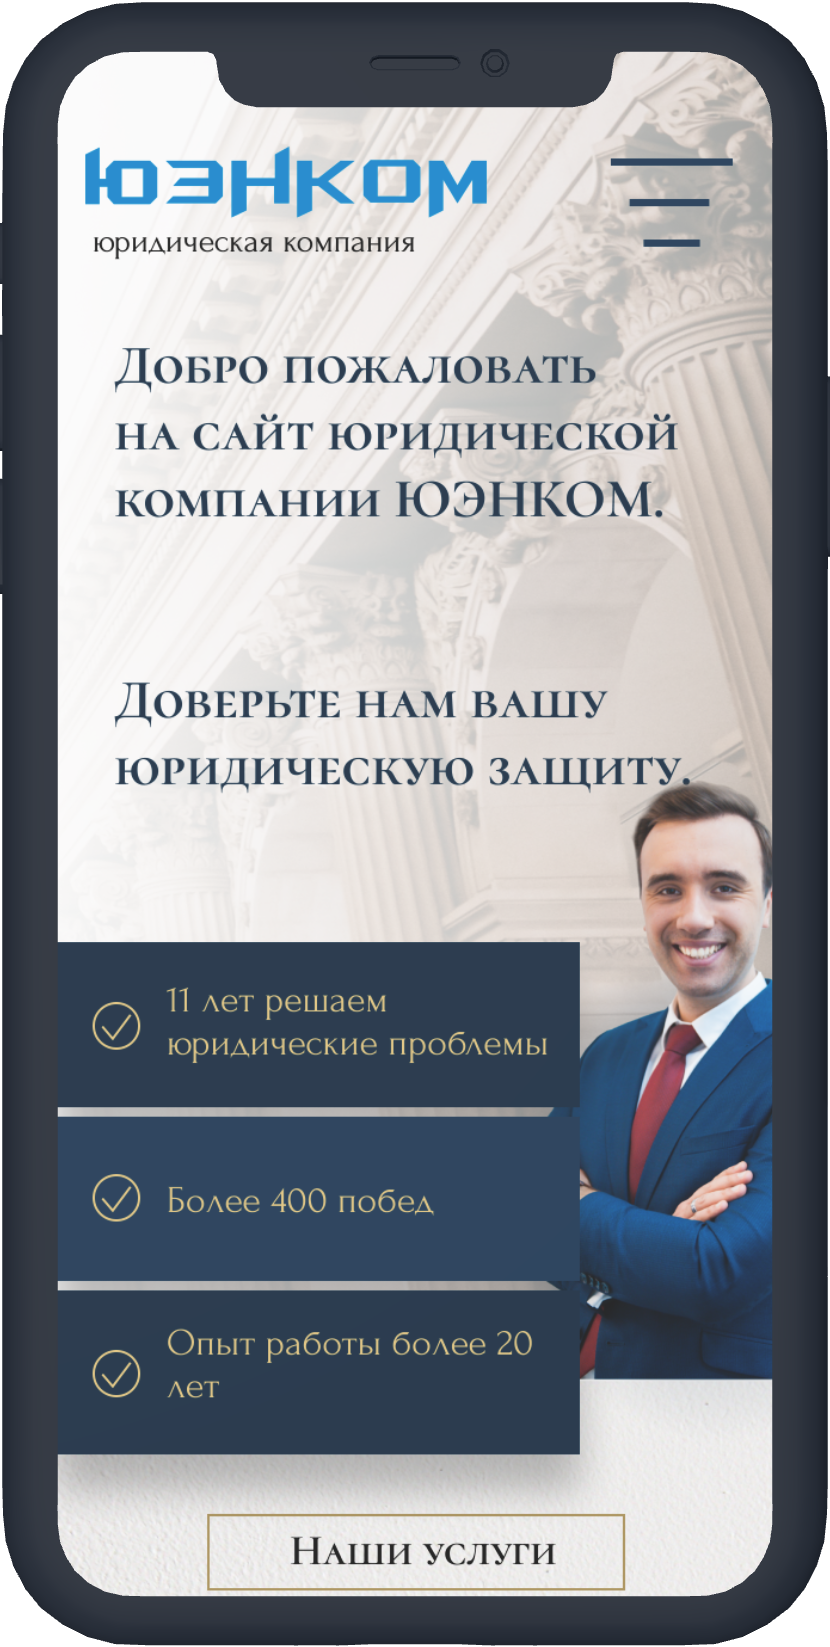 ЮЭНКОМ
юридическая компания
Добро пожаловать
на сайт юридической
компании ЮЭНКОМ.
Доверьте нам вашу
юридическую защиту.
11 лет решаем
юридические проблемы
Более 400 побед
Опыт работы более 20
лет
Наши услуги